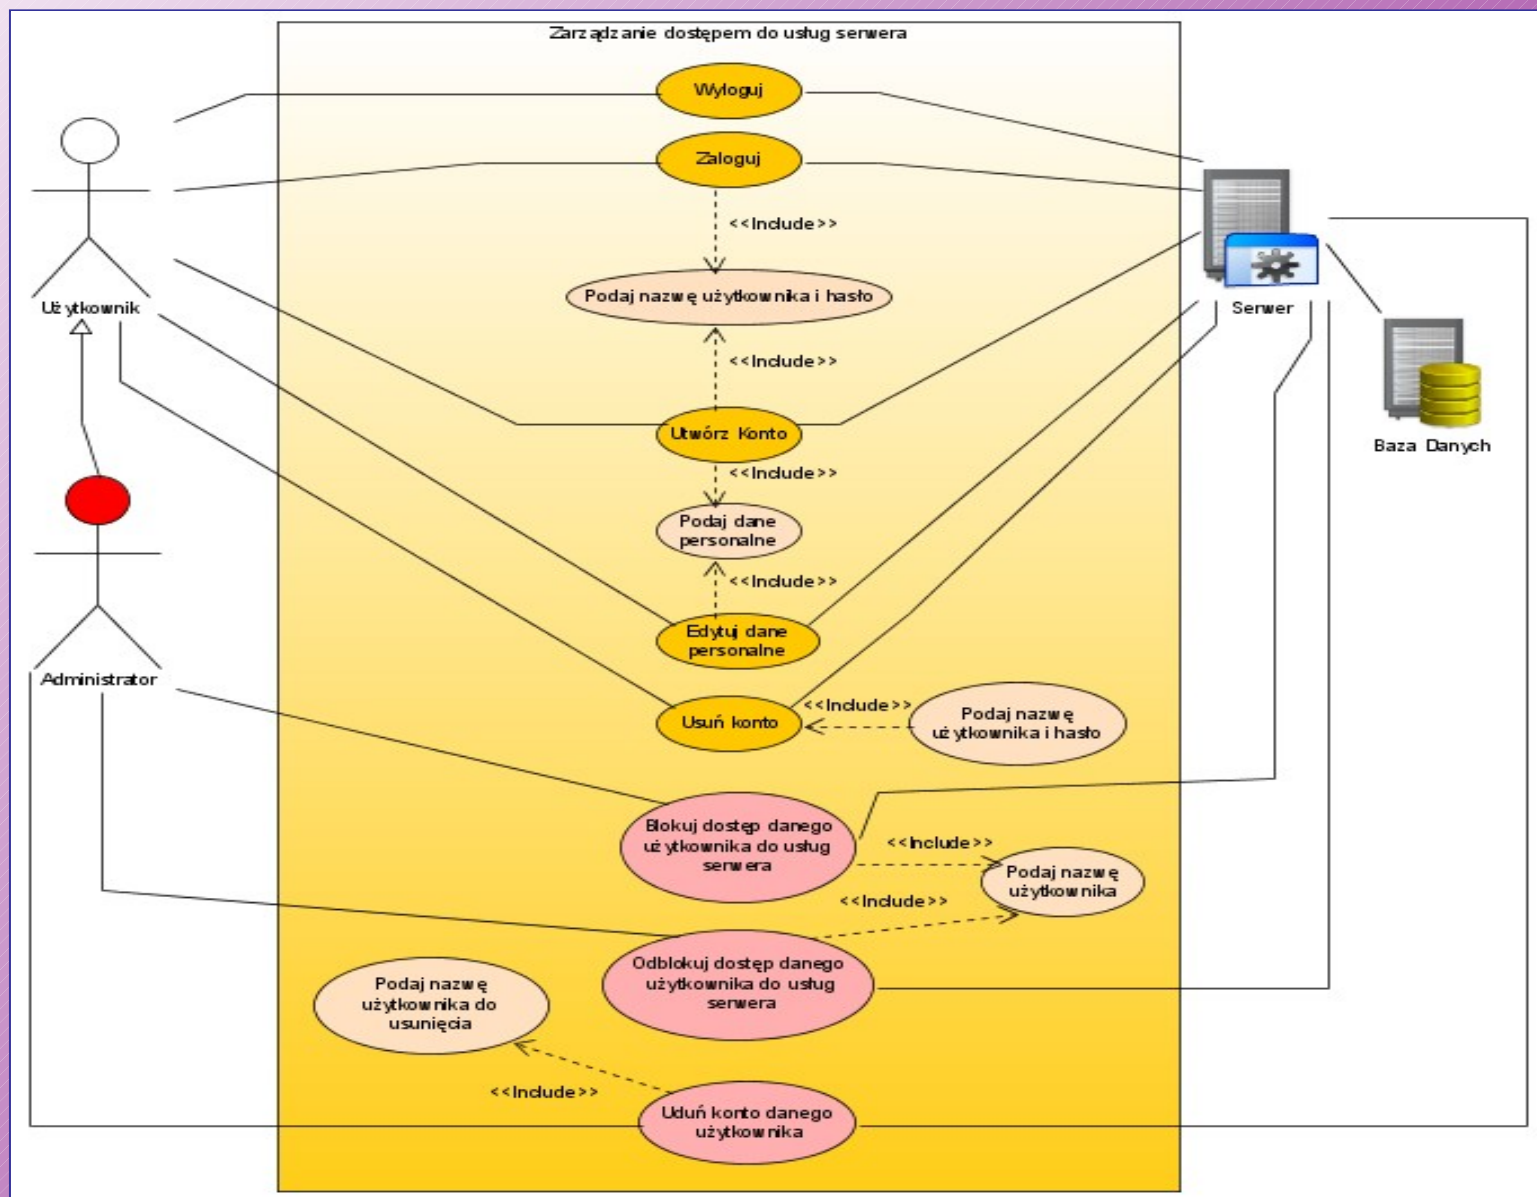 Zarządzanie dostępem do usług serwera
Wyloguj
Zaloguj
<<Include>>
Podaj nazwę użytkownika i hasło
Użytkownik
Serwer
<<Include>>
Utwórz Konto
Baza Danych
<<Include>>
Podaj dane
personalne
<<Include>>
Edytuj dane
personalne
Administrator
<<Include>>
Usuń konto
Podaj nazwę
użytkownika i hasło
Blokuj dostęp danego
użytkownika do usług
serwera
<<Include>>
Podaj nazwę
użytkownika
<<Include>>
Odblokuj dostęp danego
użytkownika do usług
serwera
Podaj nazwę
użytkownika do
usunięcia
<<Include>>
Uduń konto danego
użytkownika